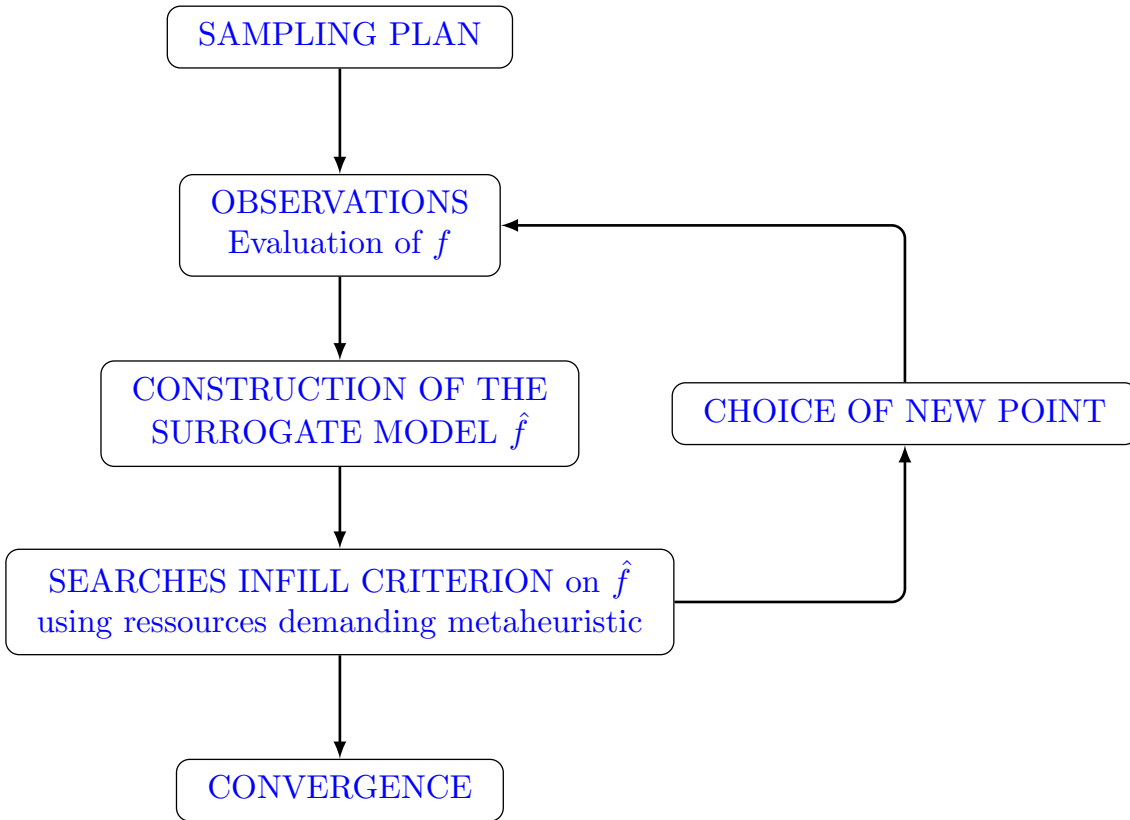 SAMPLING PLAN
OBSERVATIONS
Evaluation of f
CONSTRUCTION OF THE
SURROGATE MODEL f̂
CHOICE OF NEW POINT
SEARCHES INFILL CRITERION on f̂
using ressources demanding metaheuristic
CONVERGENCE